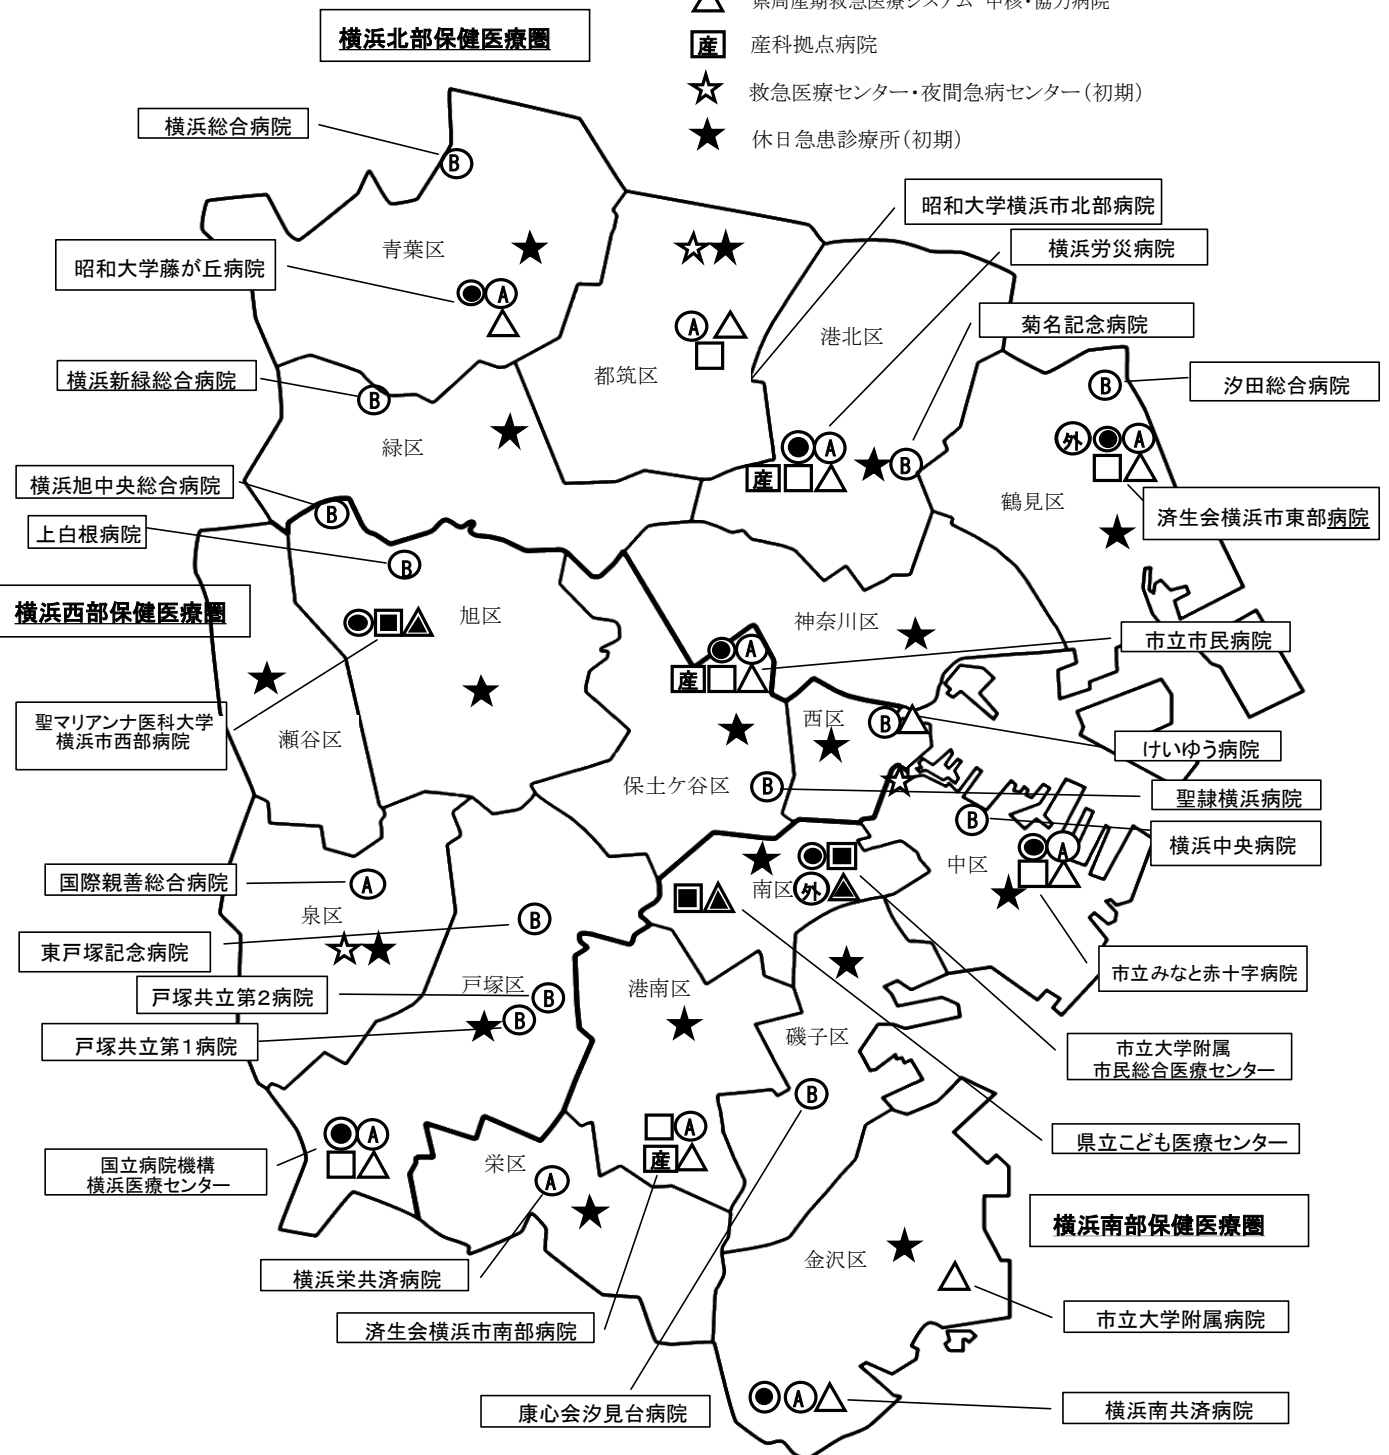 県周産期救急医療システム 中核・協力病院
横浜北部保健医療圏
産 産科拠点病院
救急医療センター・夜間急病センター(初期)
休日急患診療所(初期)
横浜総合病院
B
昭和大学横浜市北部病院
横浜労災病院
青葉区
昭和大学藤が丘病院
A
A
港北区
菊名記念病院
都筑区
横浜新緑総合病院
B
B
汐田総合病院
緑区
A
外 A
B
産
鶴見区
横浜旭中央総合病院
B
済生会横浜市東部病院
上白根病院
B
横浜西部保健医療圏
旭区
神奈川区
A
市立市民病院
産
聖マリアンナ医科大学
横浜市西部病院
瀬谷区
西区
B
けいゆう病院
保土ケ谷区
B
聖隷横浜病院
B
横浜中央病院
A
中区
国際親善総合病院
A
南区
外
泉区
B
東戸塚記念病院
市立みなと赤十字病院
戸塚区
港南区
戸塚共立第2病院
B
B
戸塚共立第1病院
磯子区
市立大学附属
市民総合医療センター
B
A
A
県立こども医療センター
国立病院機構
横浜医療センター
栄区
産
A
横浜南部保健医療圏
金沢区
横浜栄共済病院
市立大学附属病院
済生会横浜市南部病院
A
康心会汐見台病院
横浜南共済病院